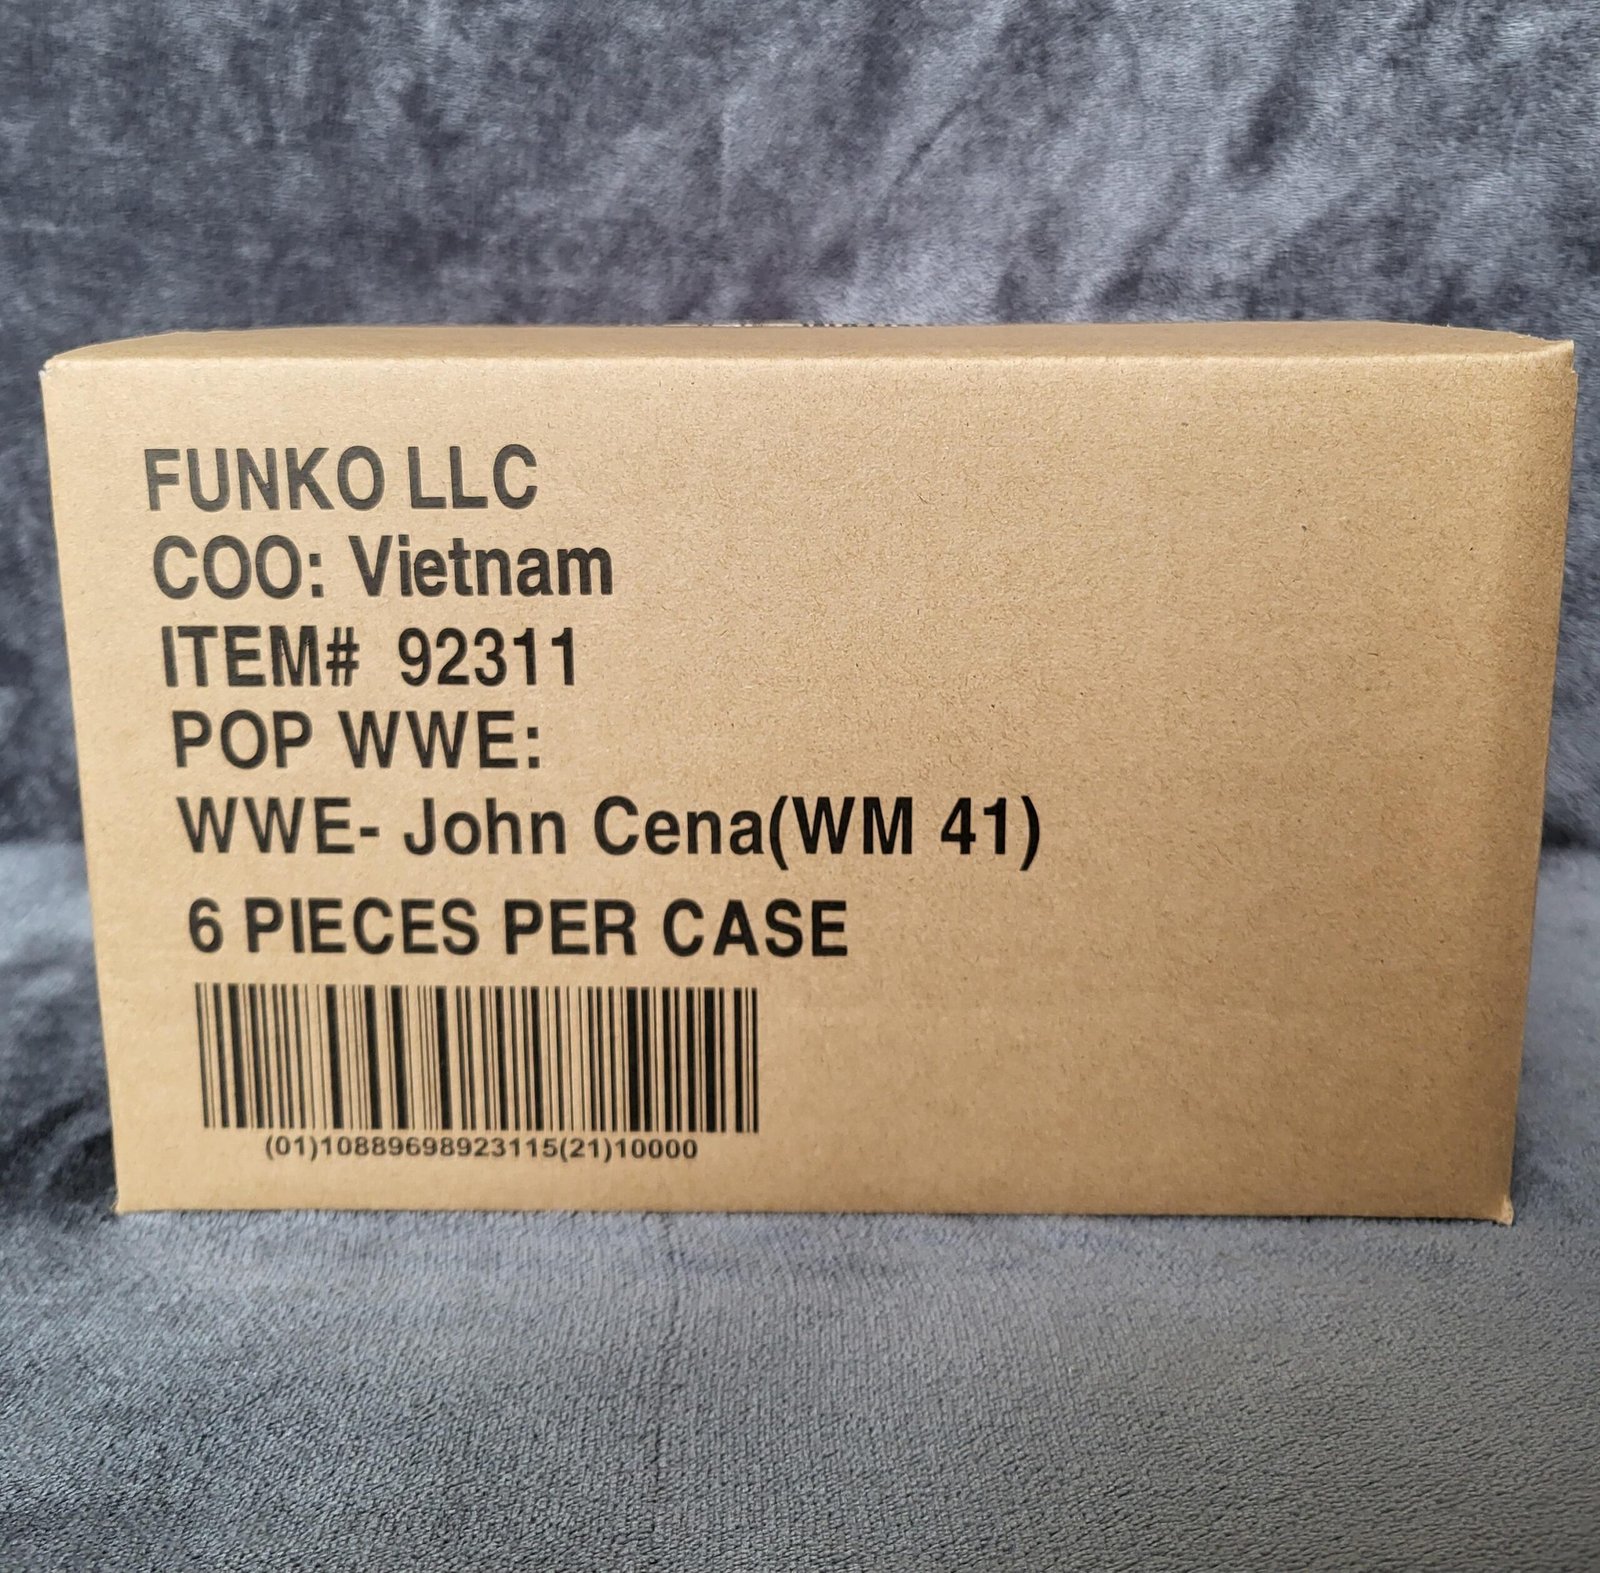 FUNKO LLC
COO: Vietnam
ITEM# 92311
POP WWE:
WWE- John Cena(WM 41)
6 PIECES PER CASE
(01)10889698923115(21)10000